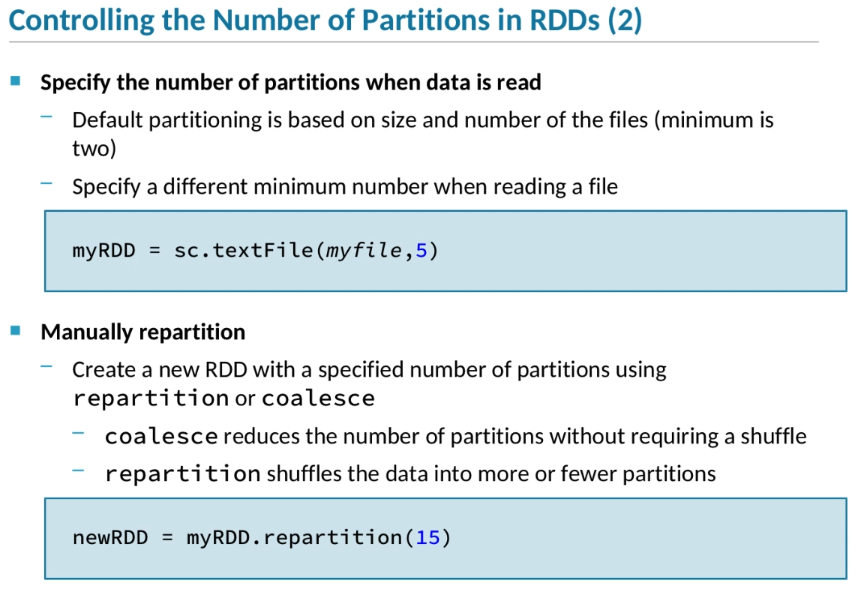 Controlling the Number of Partitions in RDDs (2)
Specify the number of partitions when data is read
– Default partitioning is based on size and number of the files (minimum is
two)
– Specify a different minimum number when reading a file
myRDD = sc.textFile(myfile,5)
Manually repartition
– Create a new RDD with a specified number of partitions using
repartition or coalesce
– coalesce reduces the number of partitions without requiring a shuffle
– repartition shuffles the data into more or fewer partitions
newRDD = myRDD.repartition(15)